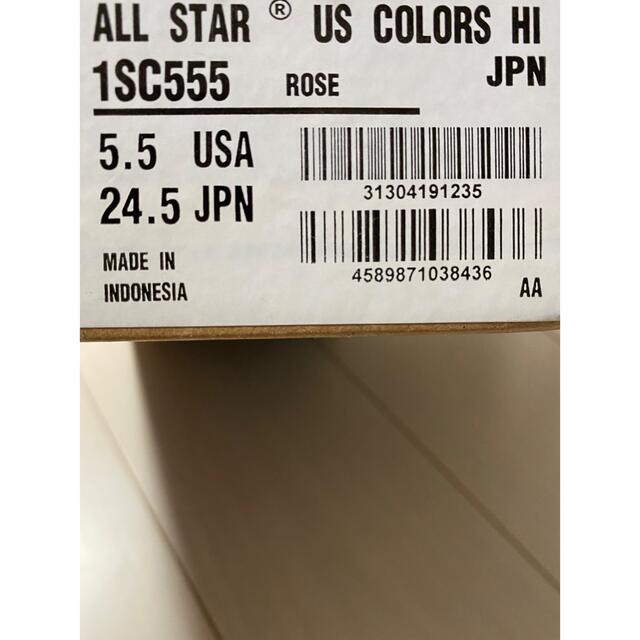 ALL STAR ® US COLORS HI
1SC555 ROSE JPN
5.5 USA
31304191235
24.5 JPN
4589871038436
MADE IN
INDONESIA
AA